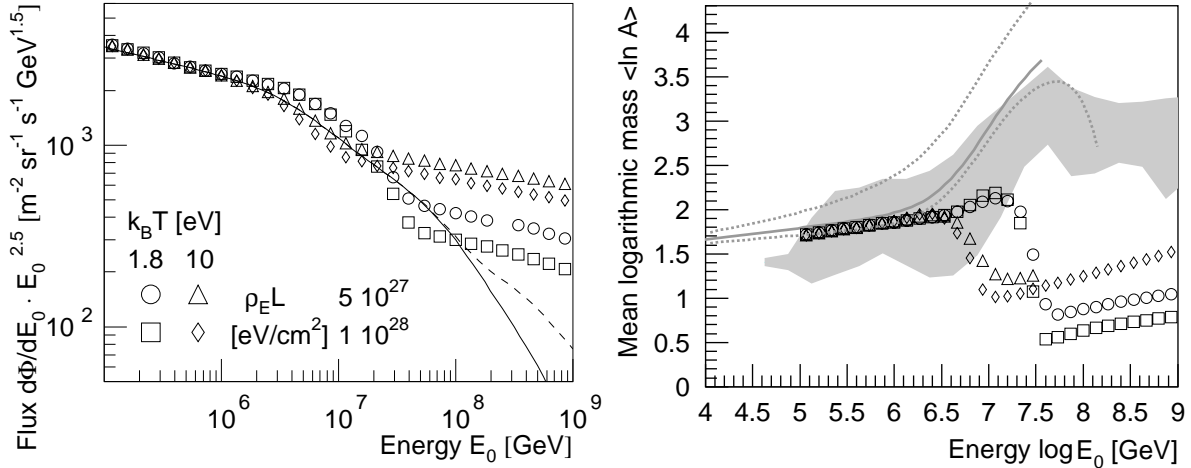 Flux dΦ/dE0 · E0^2.5 [m-2 sr-1 s-1 GeV1.5]
10^3
10^2
kBT [eV]
1.8 10
ρEL 5 10^27
[eV/cm2] 1 10^28
10^6 10^7 10^8 10^9
Energy E0 [GeV]
Mean logarithmic mass <ln A>
4
3.5
3
2.5
2
1.5
1
0.5
0
4 4.5 5 5.5 6 6.5 7 7.5 8 8.5 9
Energy log E0 [GeV]